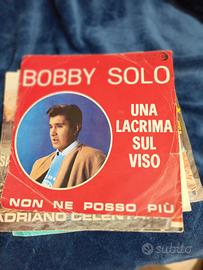 BOBBY SOLO
UNA
LACRIMA
SUL
VISO
NON NE POSSO PIÙ
ADRIANO CELENTANO
subito